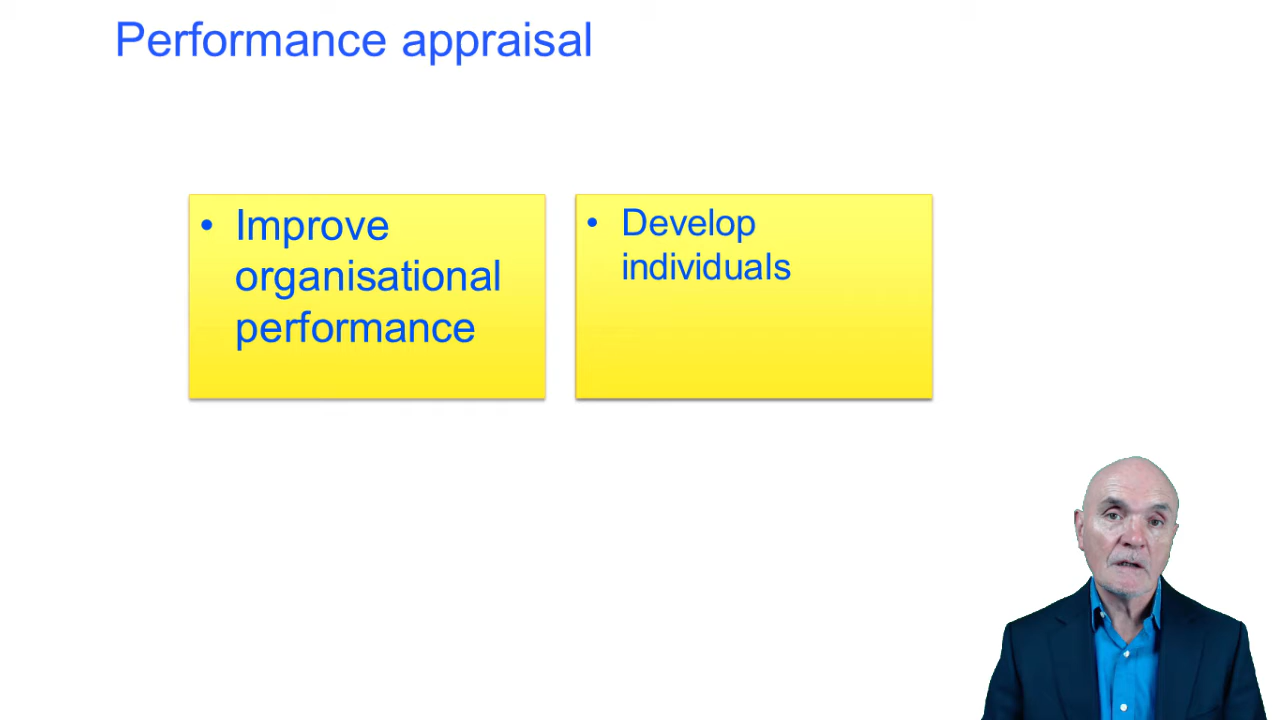 Performance appraisal
• Improve
organisational
performance
• Develop
individuals